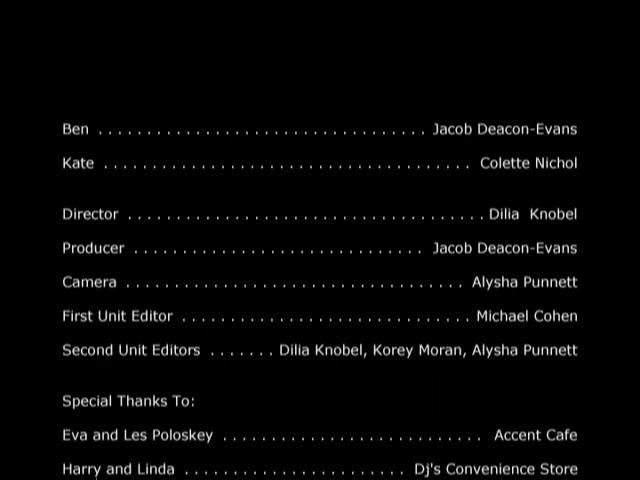 Ben . . . . . . . . . . . . . . . . . . . . . . . . . . . . . . . . . . Jacob Deacon-Evans
Kate . . . . . . . . . . . . . . . . . . . . . . . . . . . . . . . . . . . . . . Colette Nichol
Director . . . . . . . . . . . . . . . . . . . . . . . . . . . . . . . . . . . . . Dilia  Knobel
Producer . . . . . . . . . . . . . . . . . . . . . . . . . . . . . . Jacob Deacon-Evans
Camera . . . . . . . . . . . . . . . . . . . . . . . . . . . . . . . . . . . Alysha Punnett
First Unit Editor . . . . . . . . . . . . . . . . . . . . . . . . . . . . . . Michael Cohen
Second Unit Editors . . . . . . . Dilia Knobel, Korey Moran, Alysha Punnett
Special Thanks To:
Eva and Les Poloskey . . . . . . . . . . . . . . . . . . . . . . . . . . . Accent Cafe
Harry and Linda . . . . . . . . . . . . . . . . . . . . . . . Dj's Convenience Store